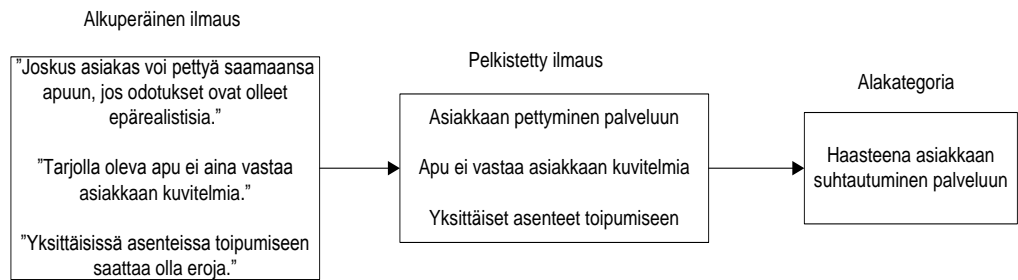 Alkuperäinen ilmaus
"Joskus asiakas voi pettyä saamaansa
apuun, jos odotukset ovat olleet
epärealistisia."
"Tarjolla oleva apu ei aina vastaa
asiakkaan kuvitelmia."
"Yksittäisissä asenteissa toipumiseen
saattaa olla eroja."
Pelkistetty ilmaus
Asiakkaan pettyminen palveluun
Apu ei vastaa asiakkaan kuvitelmia
Yksittäiset asenteet toipumiseen
Alakategoria
Haasteena asiakkaan
suhtautuminen palveluun